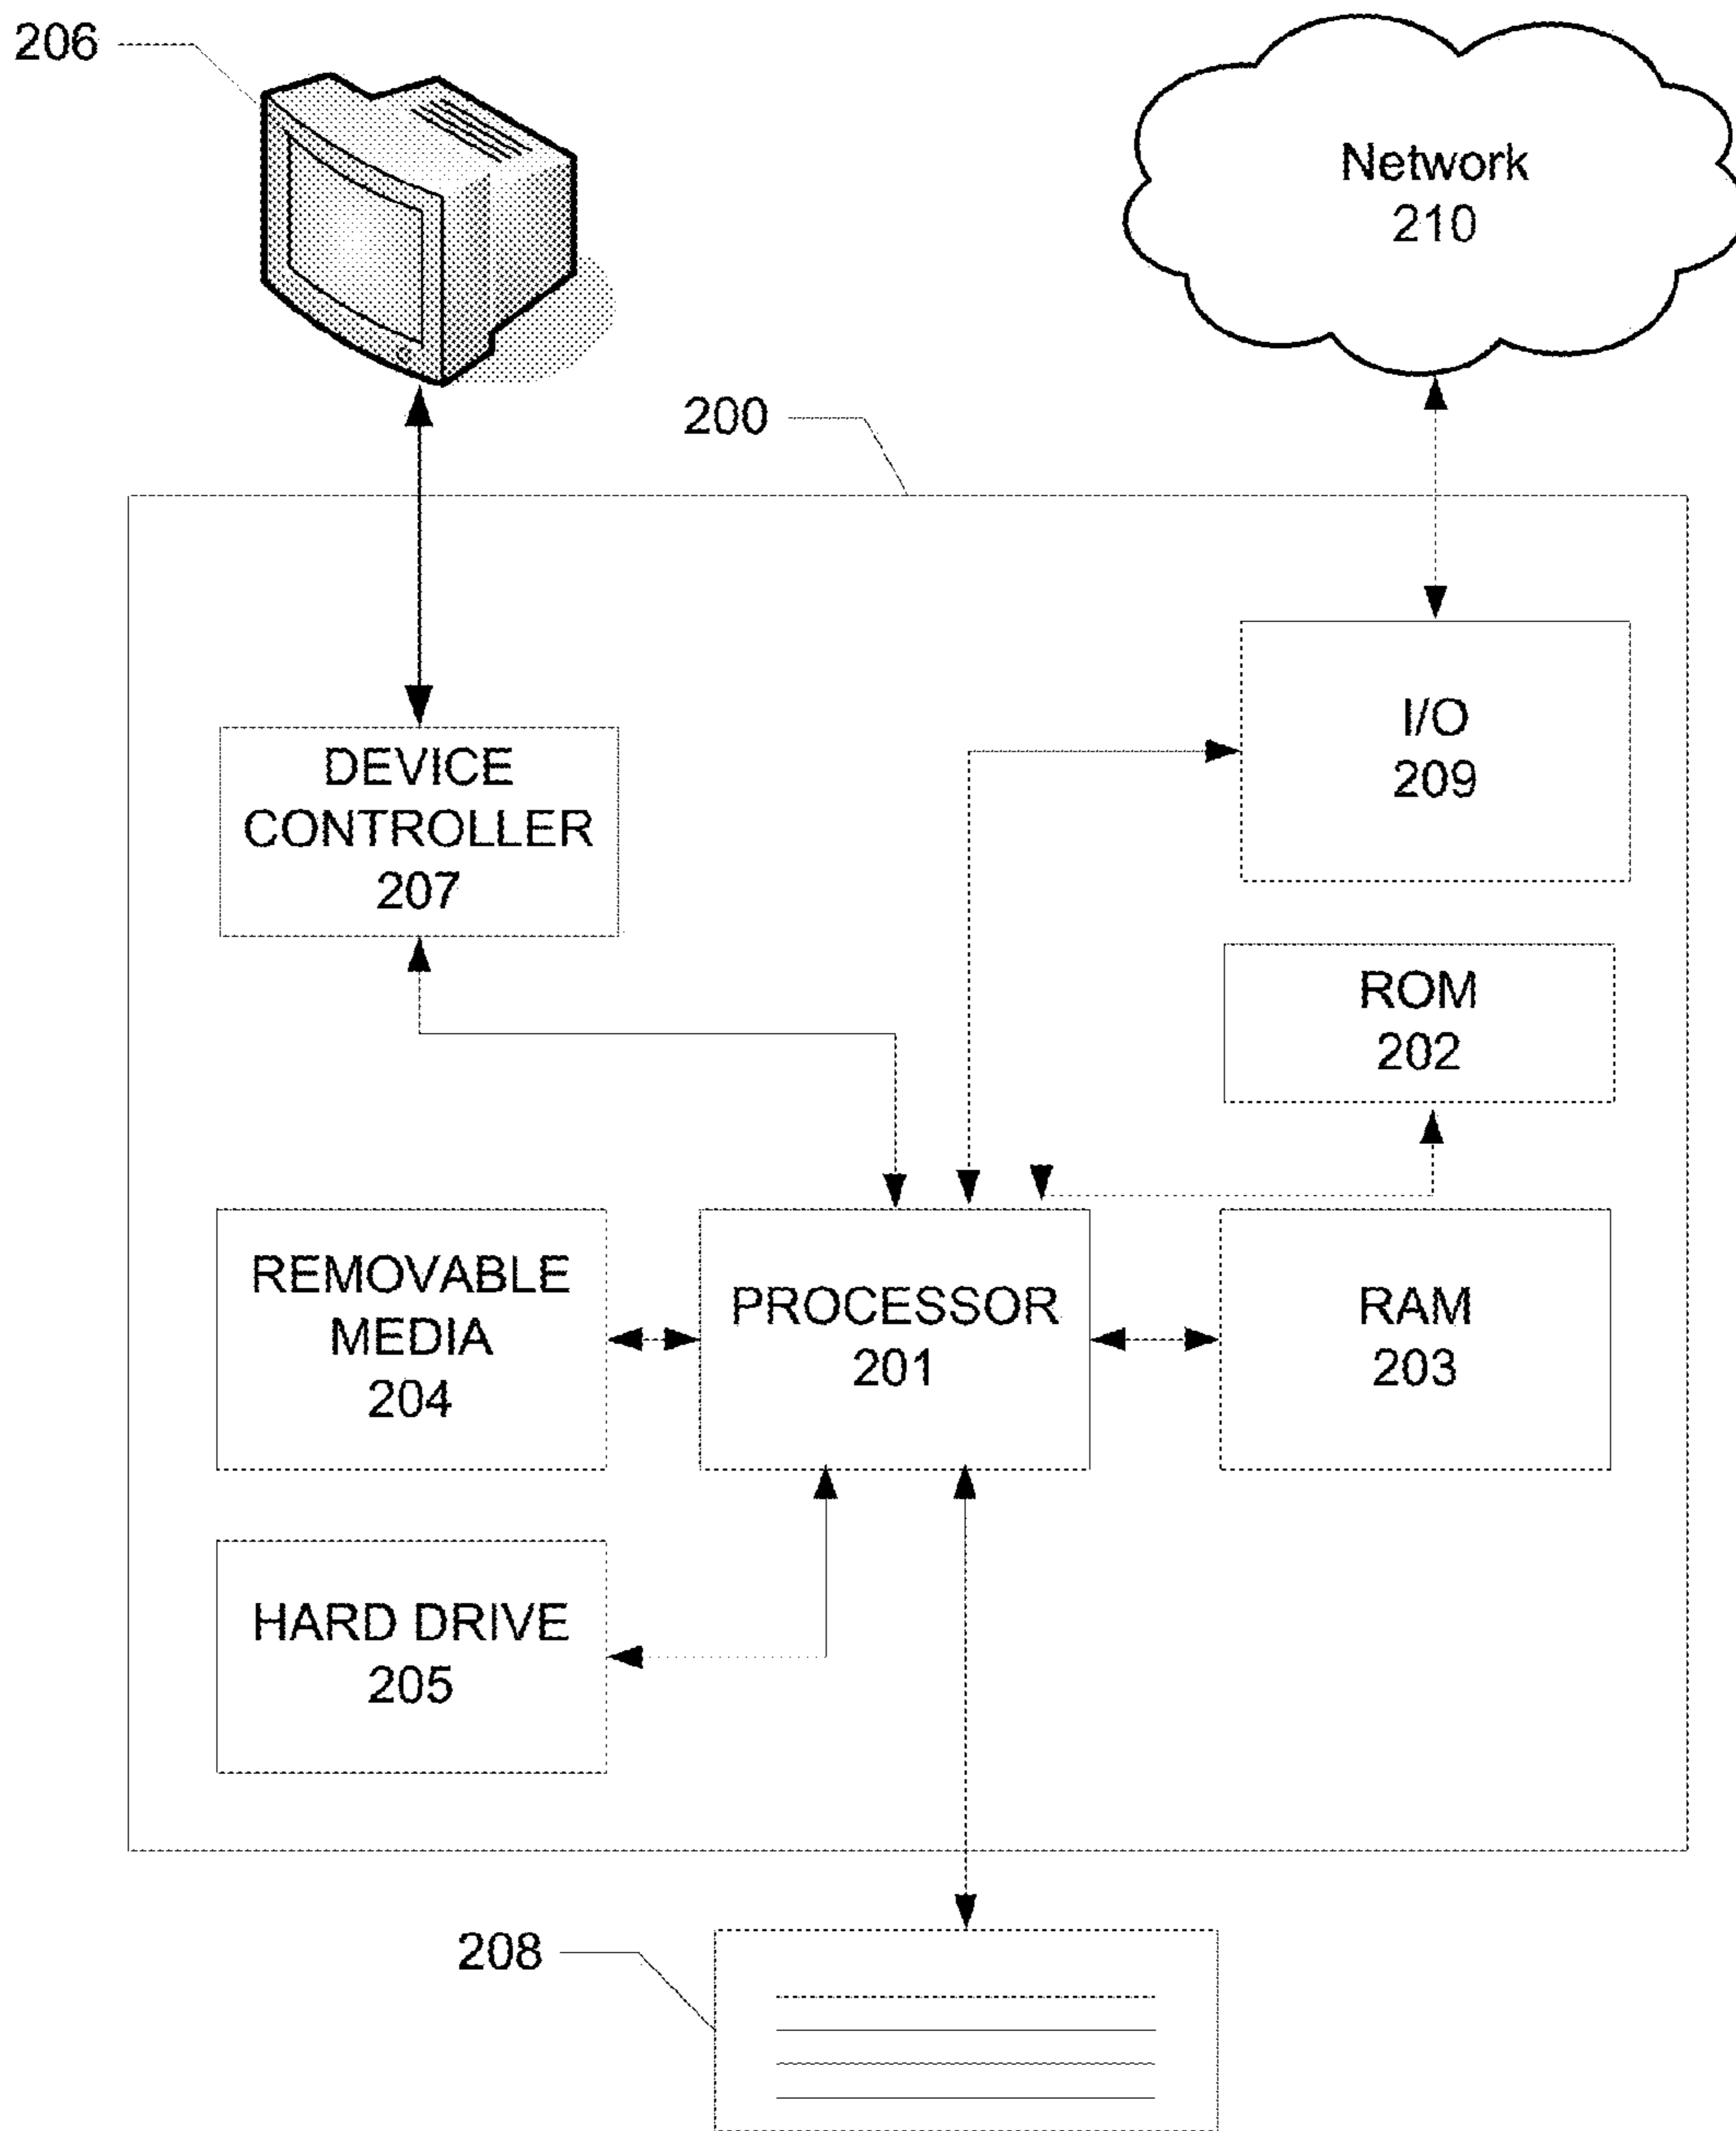 206
Network
210
200
I/O
209
DEVICE
CONTROLLER
207
ROM
202
REMOVABLE
MEDIA
204
PROCESSOR
201
RAM
203
HARD DRIVE
205
208